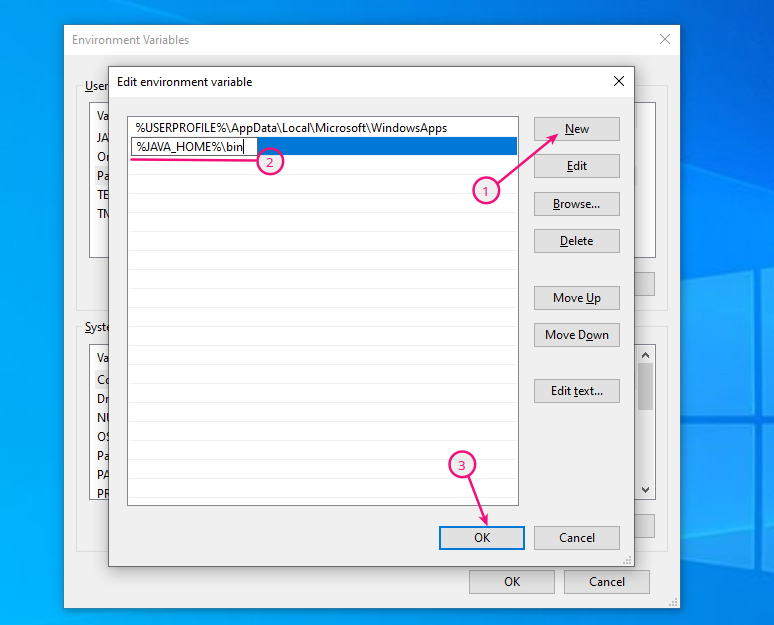 Environment Variables
Edit environment variable
User
Va
JA
On
Pa
TE
TM
%USERPROFILE%\AppData\Local\Microsoft\WindowsApps
%JAVA_HOME%\bin
2
1
New
Edit
Browse...
Delete
Move Up
Move Down
Edit text...
Syste
Va
Co
Dr
NU
OS
Pa
PA
PR
3
OK
Cancel
OK
Cancel